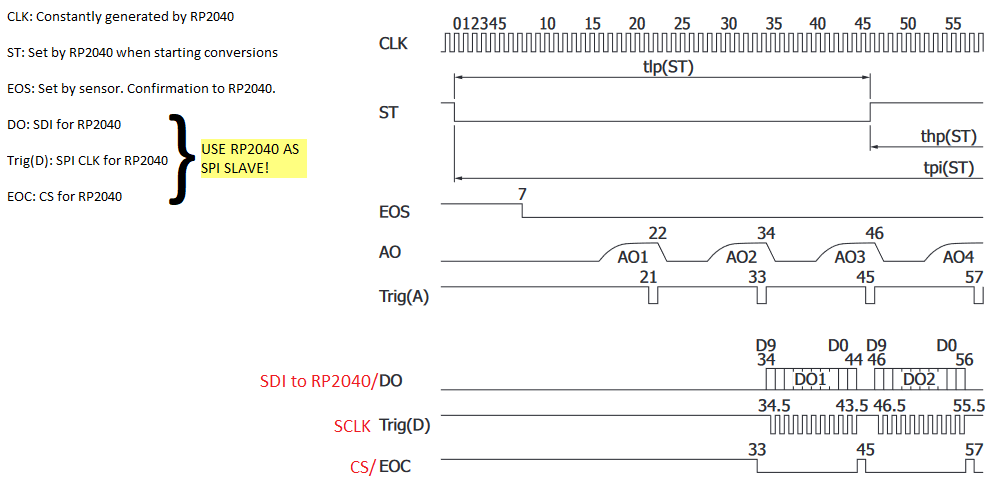 CLK: Constantly generated by RP2040
ST: Set by RP2040 when starting conversions
EOS: Set by sensor. Confirmation to RP2040.
DO: SDI for RP2040
Trig(D): SPI CLK for RP2040
EOC: CS for RP2040
USE RP2040 AS
SPI SLAVE!
012345 10 15 20 25 30 35 40 45 50 55
CLK
tlp(ST)
ST
thp(ST)
tpi(ST)
7
EOS
22 34 46
AO AO1 AO2 AO3 AO4
21 33 45 57
Trig(A)
D9 D0 D9 D0
34 44 46 56
SDI to RP2040/DO DO1 DO2
34.5 43.5 46.5 55.5
SCLK Trig(D)
33 45 57
CS/EOC